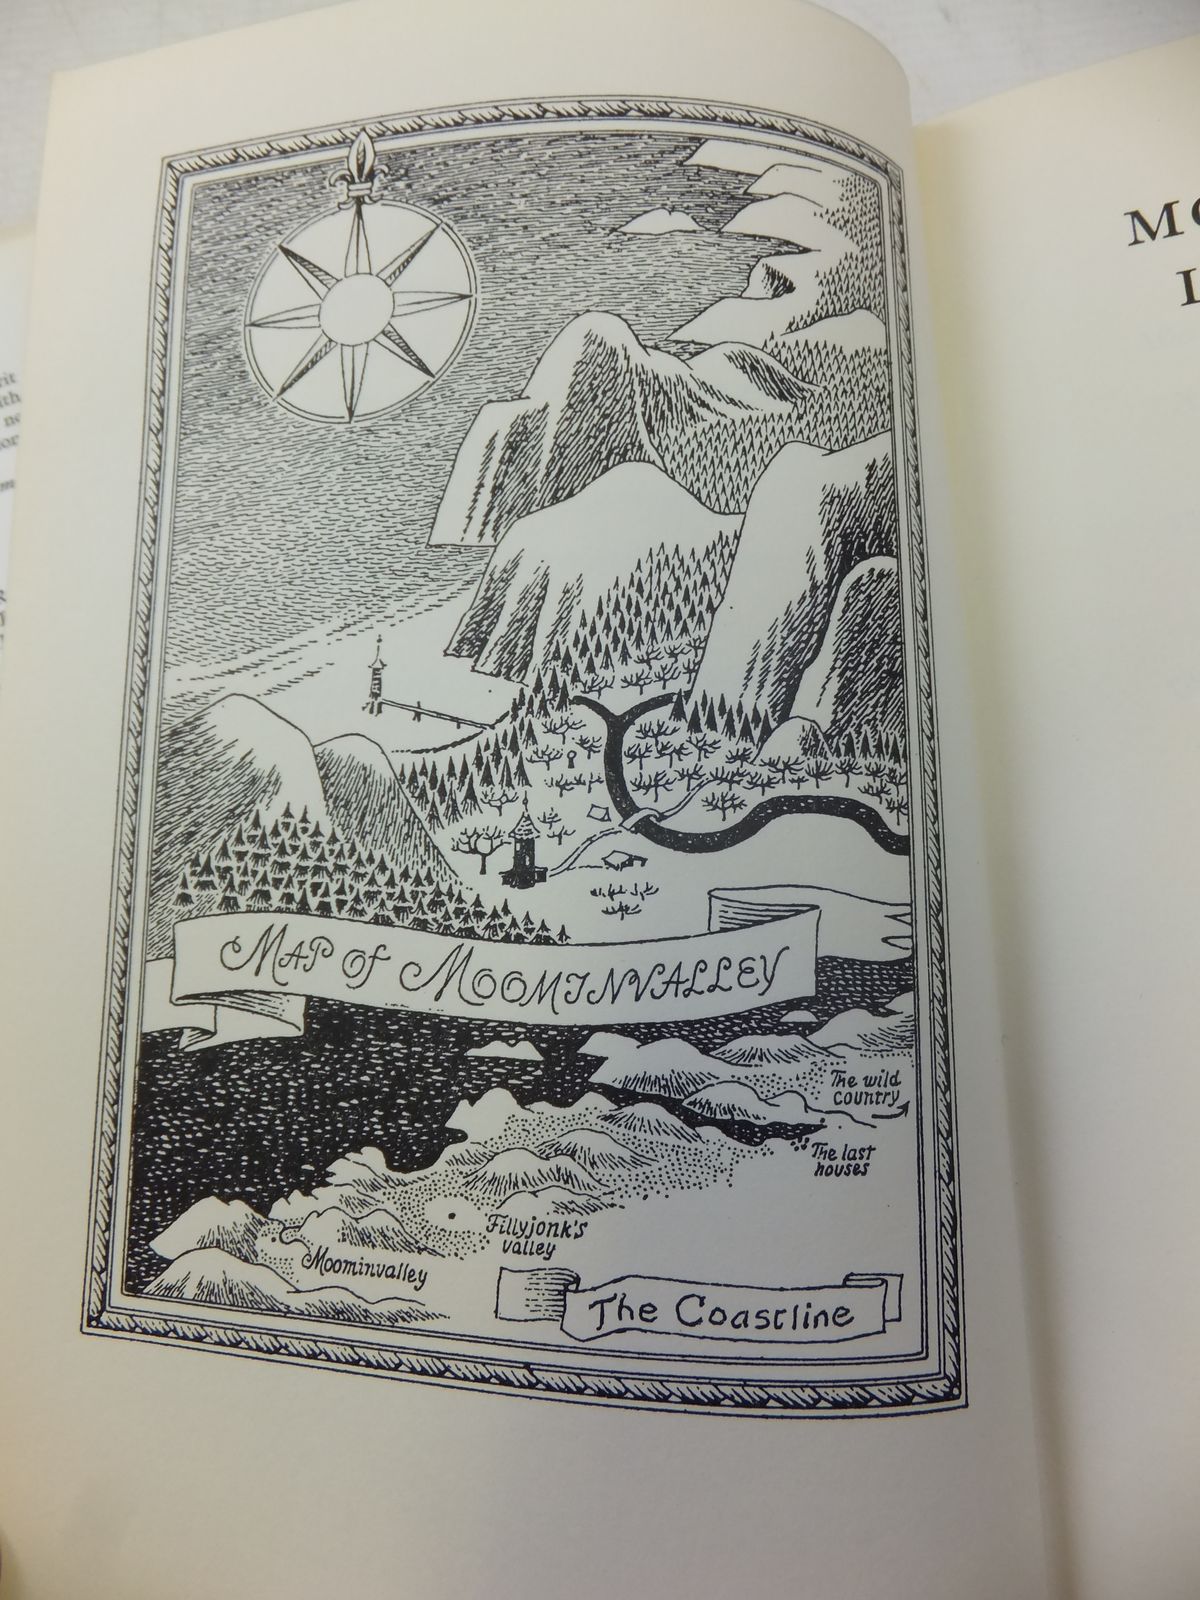 Map of Moominvalley
The wild
country
The last
houses
Fillyjonk's
valley
Moominvalley
The Coastline